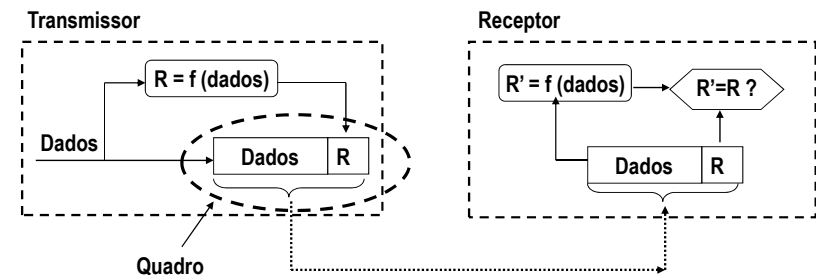 Transmissor
R = f (dados)
Dados
Dados R
Quadro
Receptor
R’ = f (dados)
R’=R ?
Dados R